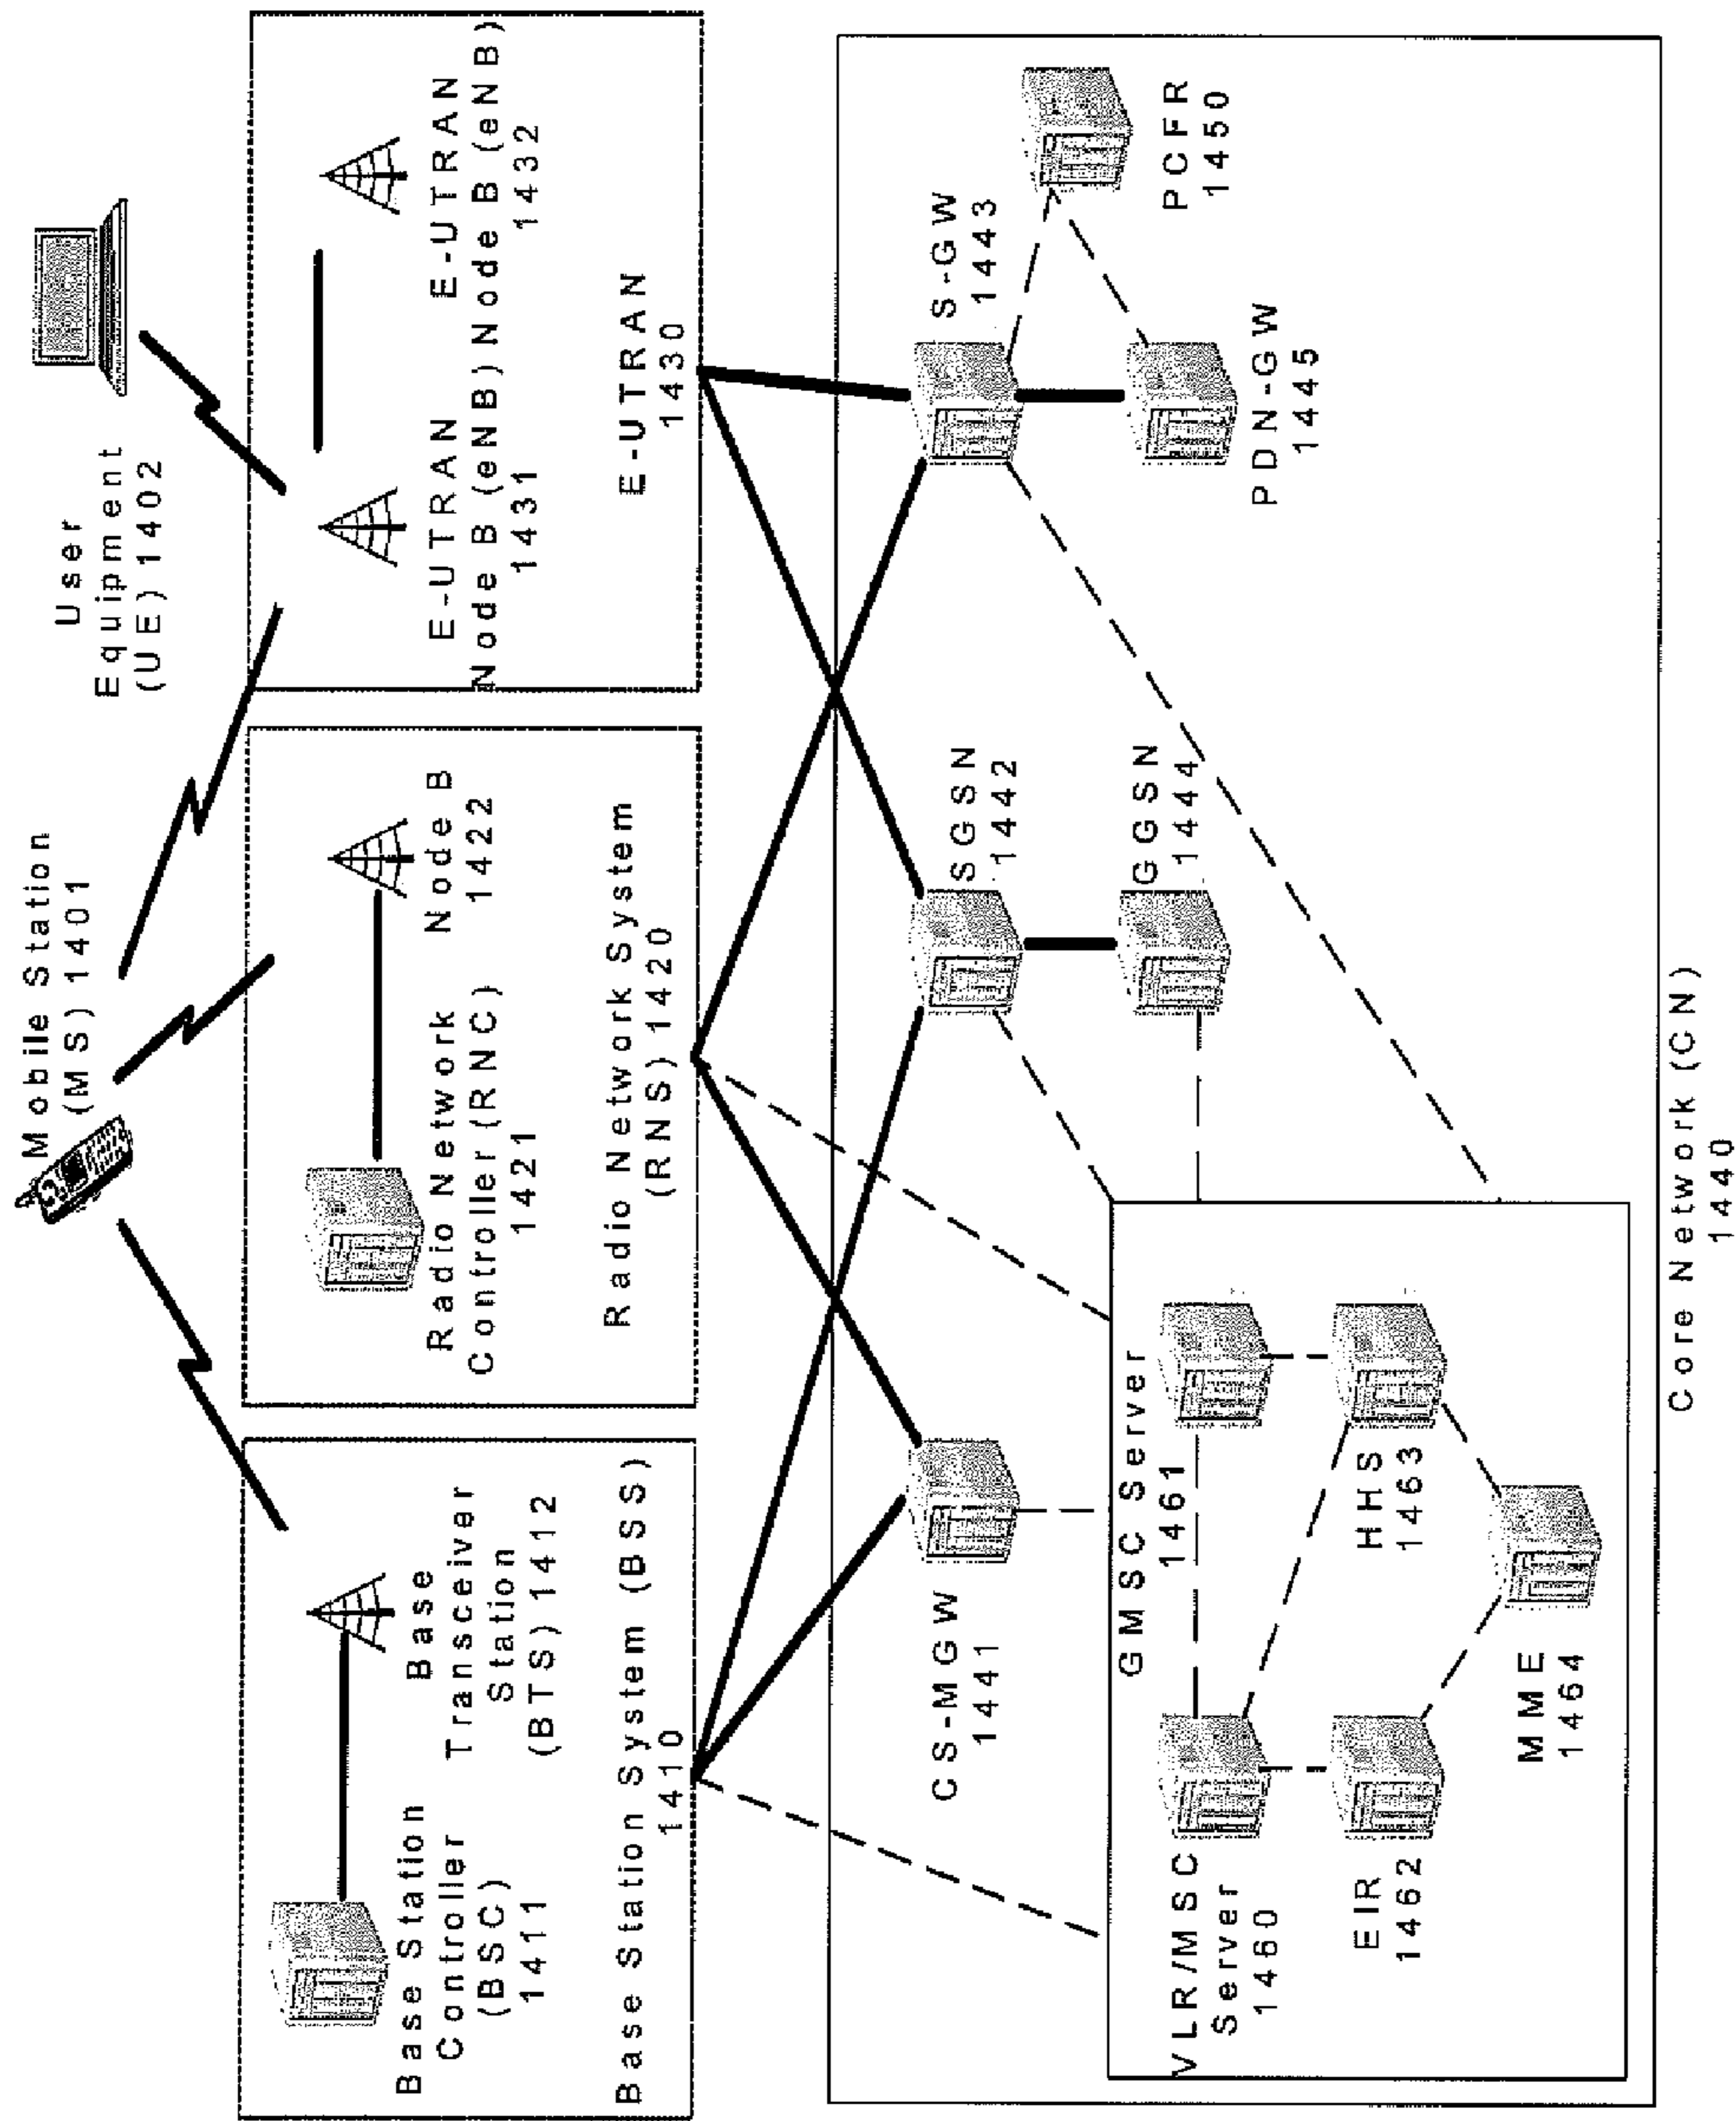 Mobile Station
(MS) 1401
User
Equipment
(UE) 1402
Base Station
Controller
(BSC)
1411
Base
Transceiver
Station
(BTS) 1412
Base Station System (BSS)
1410
Radio Network
Controller (RNC)
1421
Node B
1422
Radio Network System
(RNS) 1420
E-UTRAN
Node B (eNB)
1431
E-UTRAN
Node B (eNB)
1432
E-UTRAN
1430
CS-MGW
1441
SGSN
1442
S-GW
1443
GGSN
1444
PDN-GW
1445
PCFR
1450
VLR/MSC
Server
1460
GMSC Server
1461
EIR
1462
HHS
1463
MME
1464
Core Network (CN)
1440